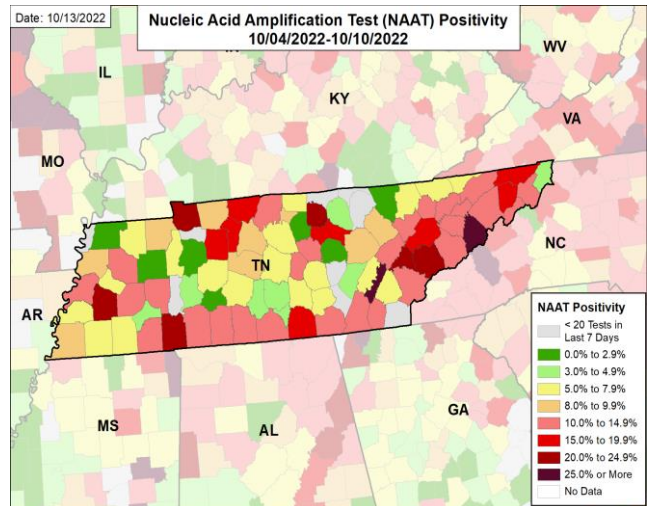 Date: 10/13/2022
Nucleic Acid Amplification Test (NAAT) Positivity
10/04/2022-10/10/2022
IL
WV
KY
VA
MO
TN
NC
AR
MS
AL
GA
NAAT Positivity
< 20 Tests in
Last 7 Days
0.0% to 2.9%
3.0% to 4.9%
5.0% to 7.9%
8.0% to 9.9%
10.0% to 14.9%
15.0% to 19.9%
20.0% to 24.9%
25.0% or More
No Data